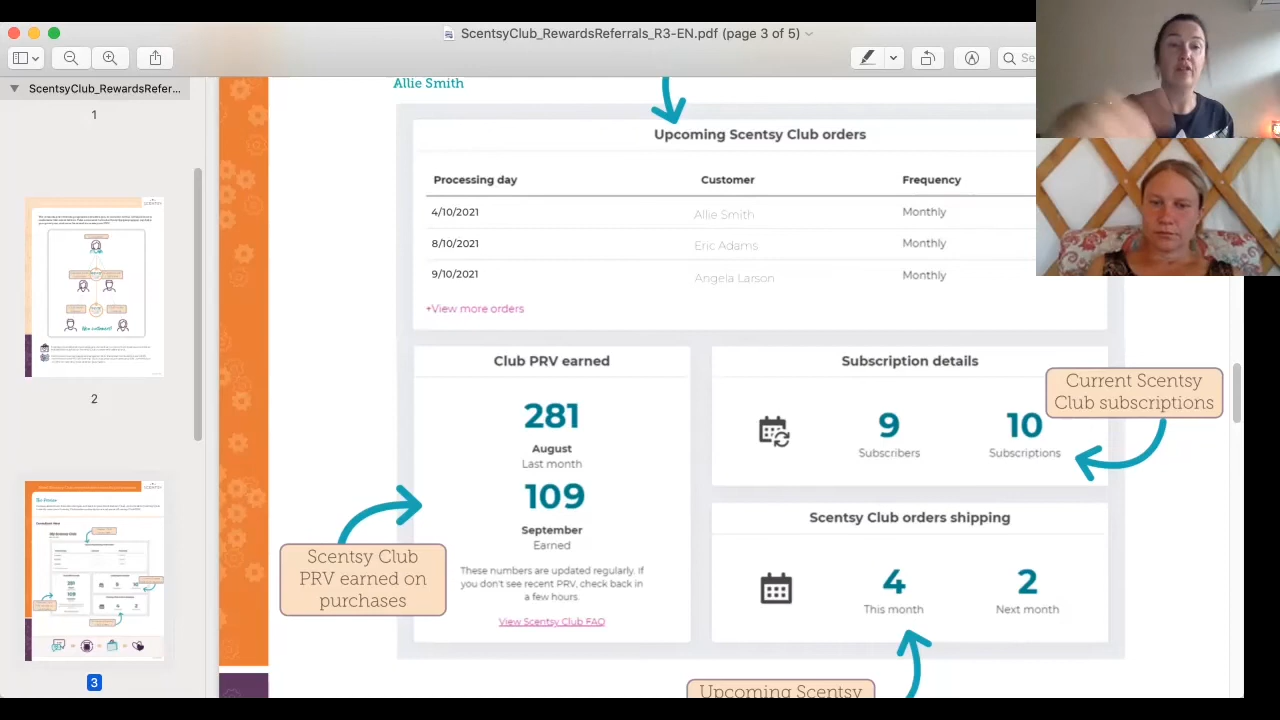 ScentsyClub_RewardsReferrals_R3-EN.pdf (page 3 of 5)
Se
ScentsyClub_RewardsRefer...
1
2
3
Allie Smith
Upcoming Scentsy Club orders
Processing day Customer Frequency
4/10/2021 Allie Smith Monthly
8/10/2021 Eric Adams Monthly
9/10/2021 Angela Larson Monthly
+View more orders
Club PRV earned
281
August
Last month
109
September
Earned
These numbers are updated regularly. If
you don't see recent PRV, check back in
a few hours.
View Scentsy Club FAQ
Scentsy Club
PRV earned on
purchases
Subscription details
9 10
Subscribers Subscriptions
Current Scentsy
Club subscriptions
Scentsy Club orders shipping
4 2
This month Next month
Upcoming Scentsy